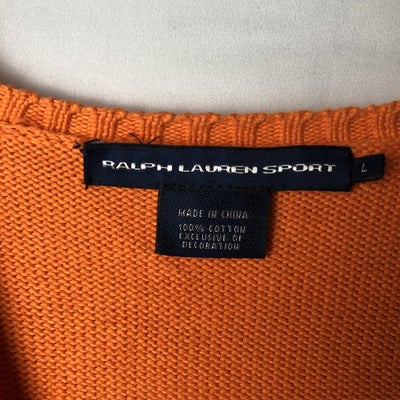 RALPH LAUREN SPORT
L
MADE IN CHINA
100% COTTON
EXCLUSIVE OF
DECORATION